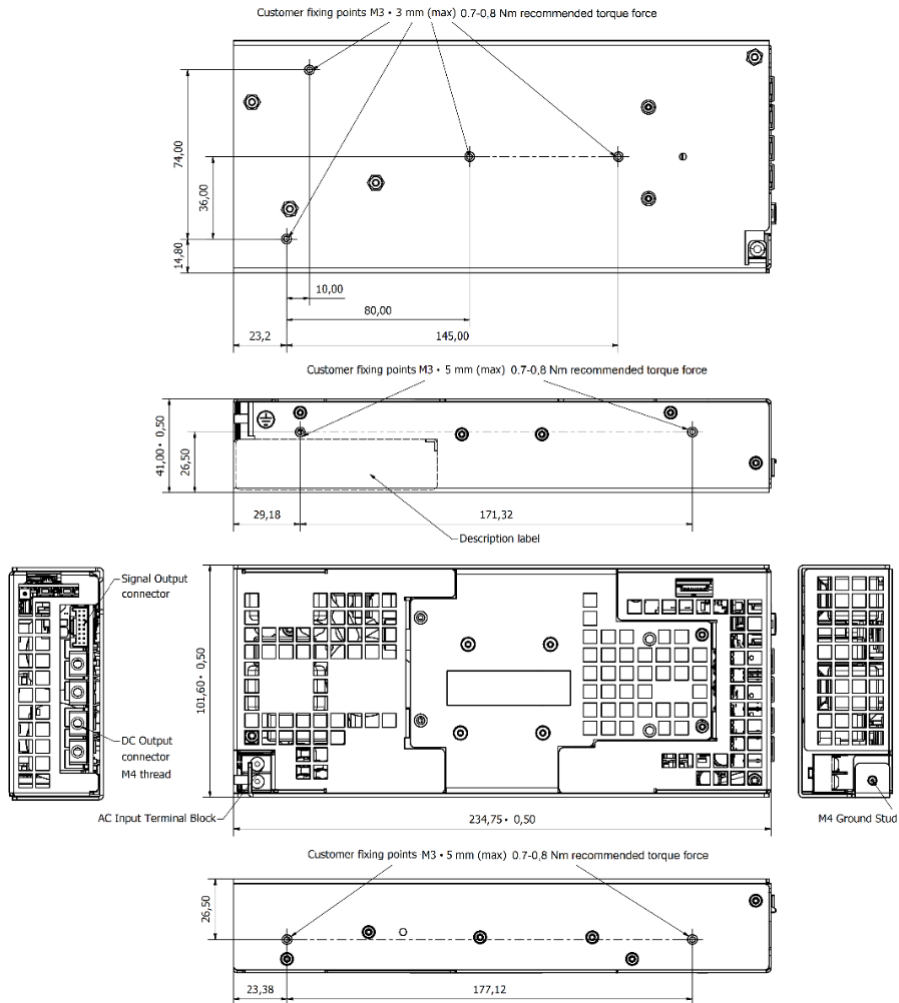 Customer fixing points M3 • 3 mm (max) 0.7-0,8 Nm recommended torque force
74,00
36,00
14,80
10,00
80,00
23,2
145,00
Customer fixing points M3 • 5 mm (max) 0.7-0,8 Nm recommended torque force
41,00 • 0,50
26,50
29,18
171,32
Description label
Signal Output
connector
101,60 • 0,50
DC Output
connector
M4 thread
AC Input Terminal Block
234,75 • 0,50
M4 Ground Stud
Customer fixing points M3 • 5 mm (max) 0.7-0,8 Nm recommended torque force
26,50
23,38
177,12